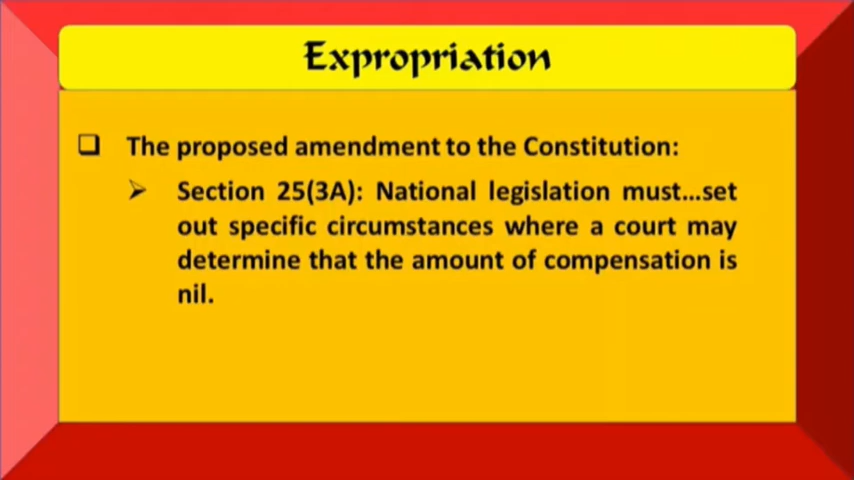 Expropriation
The proposed amendment to the Constitution:
Section 25(3A): National legislation must...set
out specific circumstances where a court may
determine that the amount of compensation is
nil.